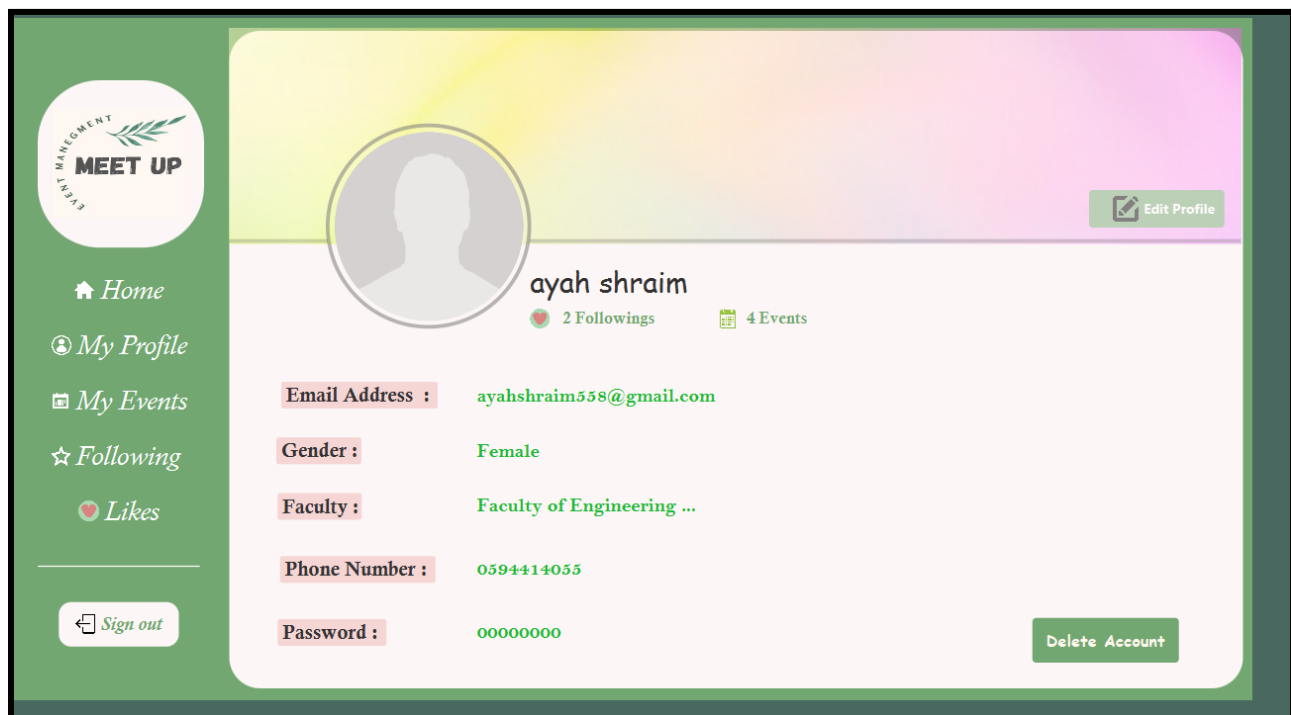 EVENT MANEGMENT
MEET UP
Home
My Profile
My Events
Following
Likes
Sign out
Edit Profile
ayah shraim
2 Followings
4 Events
Email Address :
ayahshraim558@gmail.com
Gender :
Female
Faculty :
Faculty of Engineering ...
Phone Number :
0594414055
Password :
00000000
Delete Account